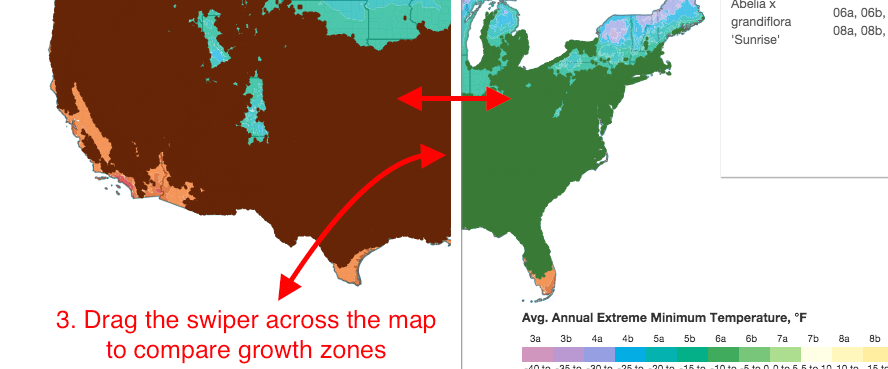 Abelia x
grandiflora
'Sunrise'
06a, 06b,
08a, 08b,
3. Drag the swiper across the map
to compare growth zones
Avg. Annual Extreme Minimum Temperature, °F
3a 3b 4a 4b 5a 5b 6a 6b 7a 7b 8a 8b
-40 to -35 to -30 to -25 to -20 to -15 to -10 to -5 to 0 to 5 to 10 to 15 to